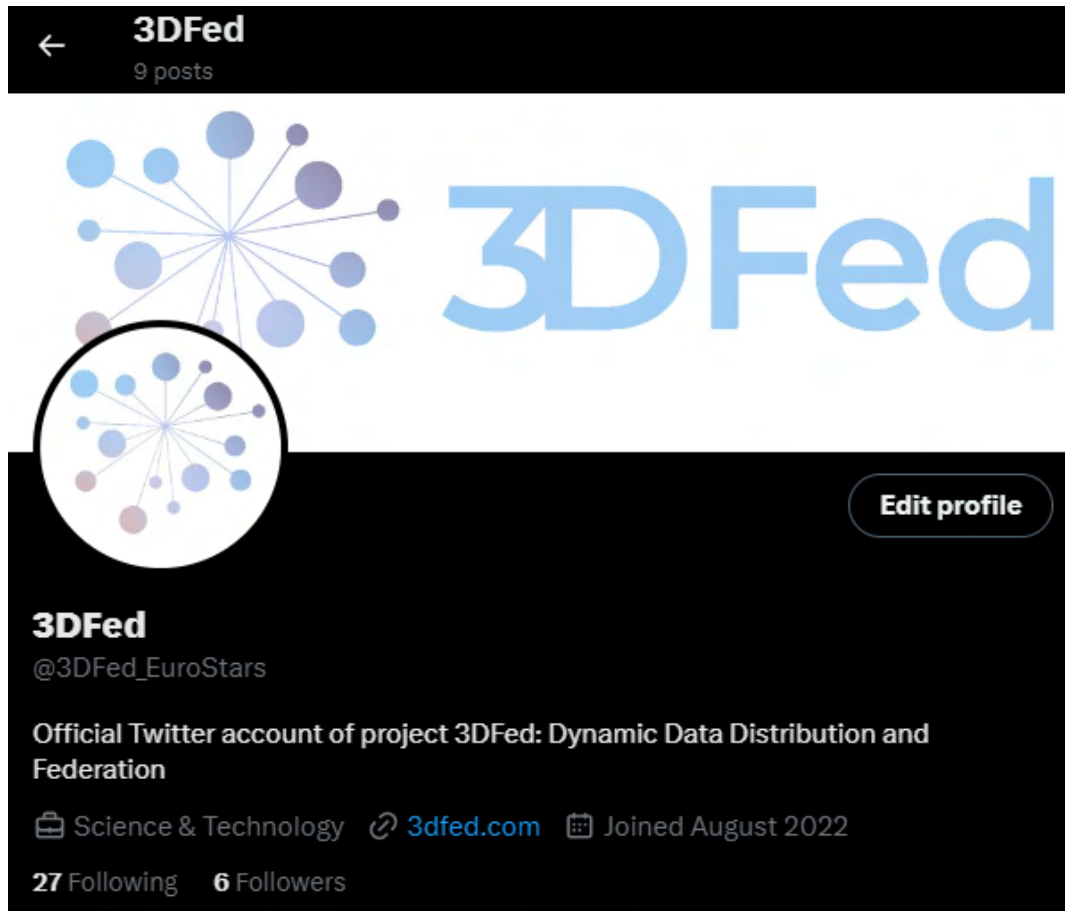 3DFed
9 posts
3DFed
Edit profile
3DFed
@3DFed_EuroStars
Official Twitter account of project 3DFed: Dynamic Data Distribution and
Federation
Science & Technology 3dfed.com Joined August 2022
27 Following 6 Followers